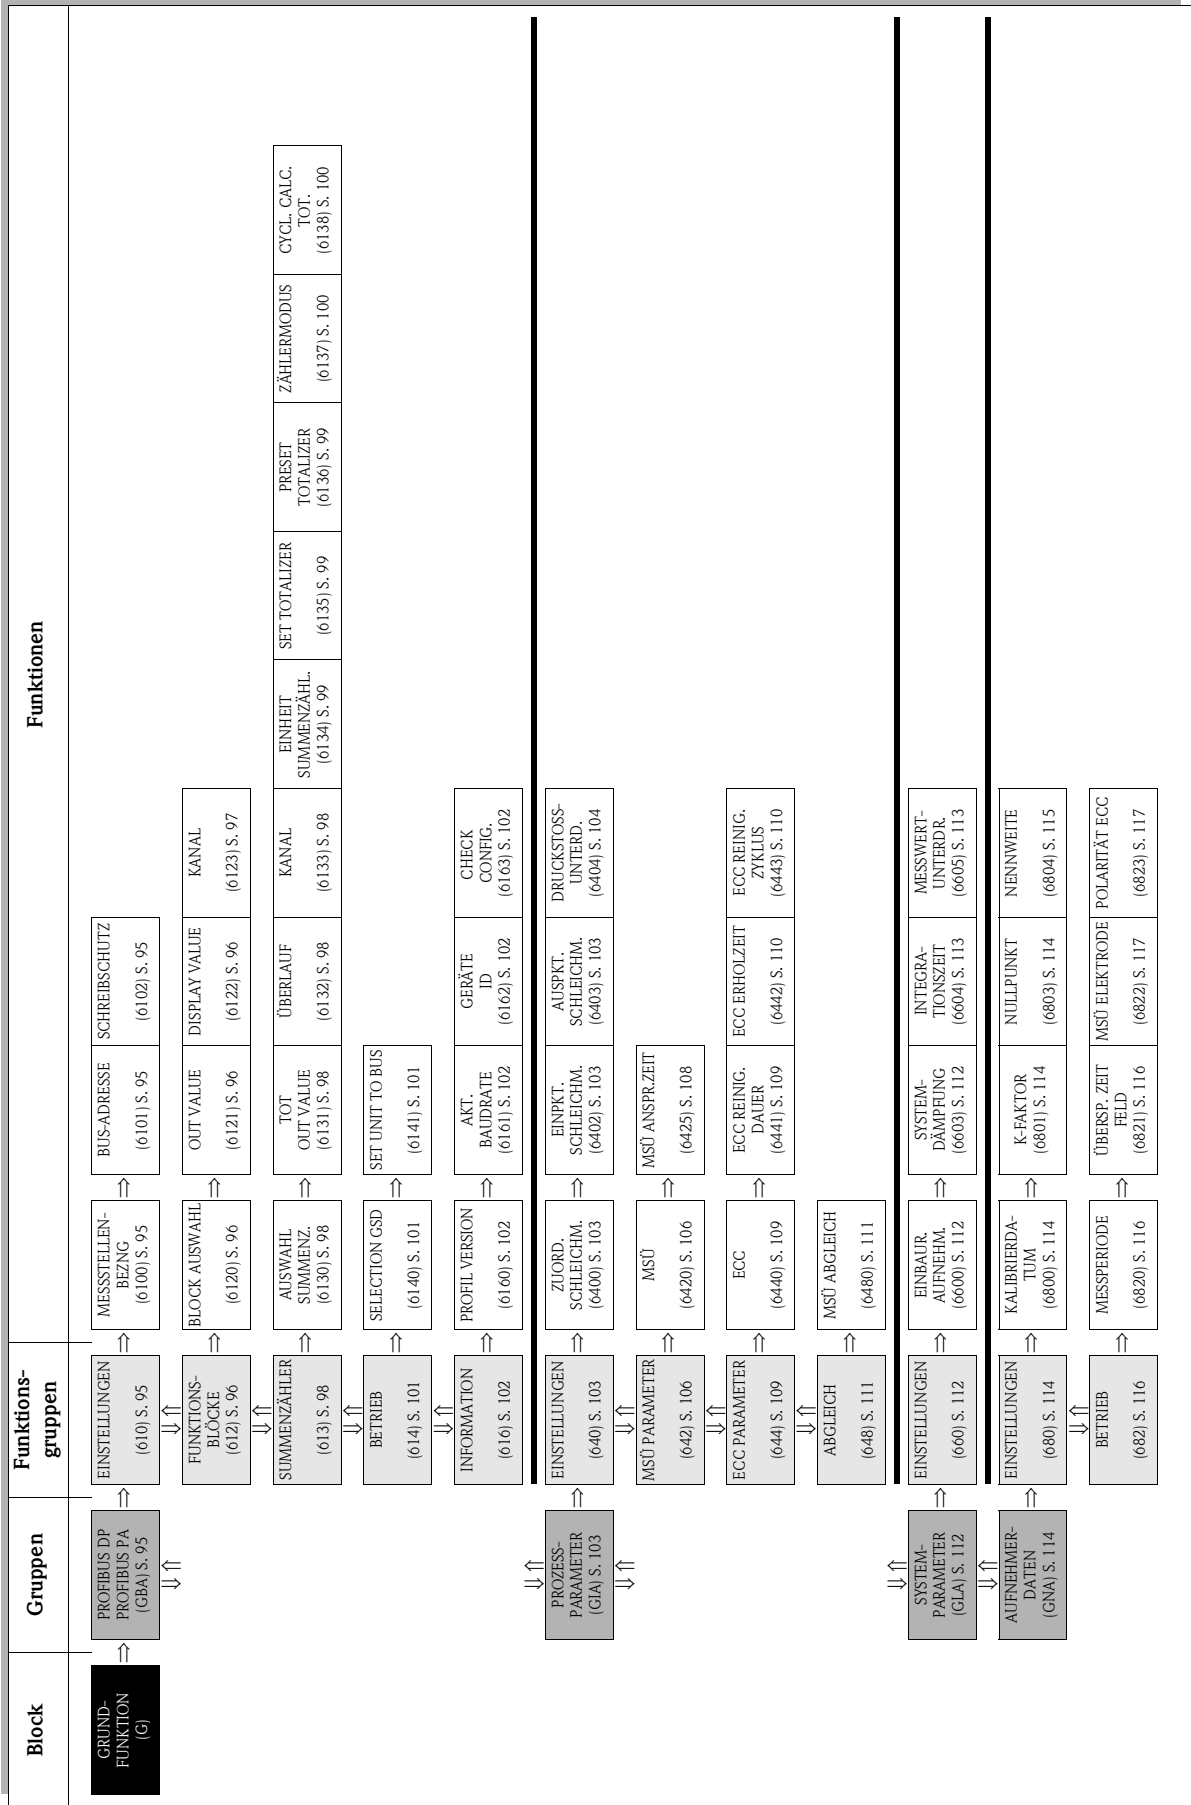 Block
Gruppen
Funktions-
gruppen
Funktionen
GRUND–
FUNKTION
(G)
PROFIBUS DP
PROFIBUS PA
(GBA) S. 95
EINSTELLUNGEN
(610) S. 95
MESSSTELLEN–
BEZNG
(6100) S. 95
BUS-ADRESSE
(6101) S. 95
SCHREIBSCHUTZ
(6102) S. 95
FUNKTIONS–
BLÖCKE
(612) S. 96
BLOCK AUSWAHL
(6120) S. 96
OUT VALUE
(6121) S. 96
DISPLAY VALUE
(6122) S. 96
KANAL
(6123) S. 97
SUMMENZÄHLER
(613) S. 98
AUSWAHL
SUMMENZ.
(6130) S. 98
TOT
OUT VALUE
(6131) S. 98
ÜBERLAUF
(6132) S. 98
KANAL
(6133) S. 98
EINHEIT
SUMMENZÄHL.
(6134) S. 99
SET TOTALIZER
(6135) S. 99
PRESET
TOTALIZER
(6136) S. 99
ZÄHLERMODUS
(6137) S. 100
CYCL. CALC.
TOT.
(6138) S. 100
BETRIEB
(614) S. 101
SELECTION GSD
(6140) S. 101
SET UNIT TO BUS
(6141) S. 101
INFORMATION
(616) S. 102
PROFIL VERSION
(6160) S. 102
AKT.
BAUDRATE
(6161) S. 102
GERÄTE
ID
(6162) S. 102
CHECK
CONFIG.
(6163) S. 102
PROZESS–
PARAMETER
(GIA) S. 103
EINSTELLUNGEN
(640) S. 103
ZUORD.
SCHLEICHM.
(6400) S. 103
EINPKT.
SCHLEICHM.
(6402) S. 103
AUSPKT.
SCHLEICHM.
(6403) S. 103
DRUCKSTOSS–
UNTERD.
(6404) S. 104
MSÜ PARAMETER
(642) S. 106
MSÜ
(6420) S. 106
MSÜ ANSPR.ZEIT
(6425) S. 108
ECC PARAMETER
(644) S. 109
ECC
(6440) S. 109
ECC REINIG.
DAUER
(6441) S. 109
ECC ERHOLZEIT
(6442) S. 110
ECC REINIG.
ZYKLUS
(6443) S. 110
ABGLEICH
(648) S. 111
MSÜ ABGLEICH
(6480) S. 111
SYSTEM–
PARAMETER
(GLA) S. 112
EINSTELLUNGEN
(660) S. 112
EINBAUR.
AUFNEHM.
(6600) S. 112
SYSTEM–
DÄMPFUNG
(6603) S. 112
INTEGRA–
TIONSZEIT
(6604) S. 113
MESSWERT–
UNTERDR.
(6605) S. 113
AUFNEHMER–
DATEN
(GNA) S. 114
EINSTELLUNGEN
(680) S. 114
KALIBRIERDA–
TUM
(6800) S. 114
K–FAKTOR
(6801) S. 114
NULLPUNKT
(6803) S. 114
NENNWEITE
(6804) S. 115
BETRIEB
(682) S. 116
MESSPERIODE
(6820) S. 116
ÜBERSP. ZEIT
FELD
(6821) S. 116
MSÜ ELEKTRODE
(6822) S. 117
POLARITÄT ECC
(6823) S. 117